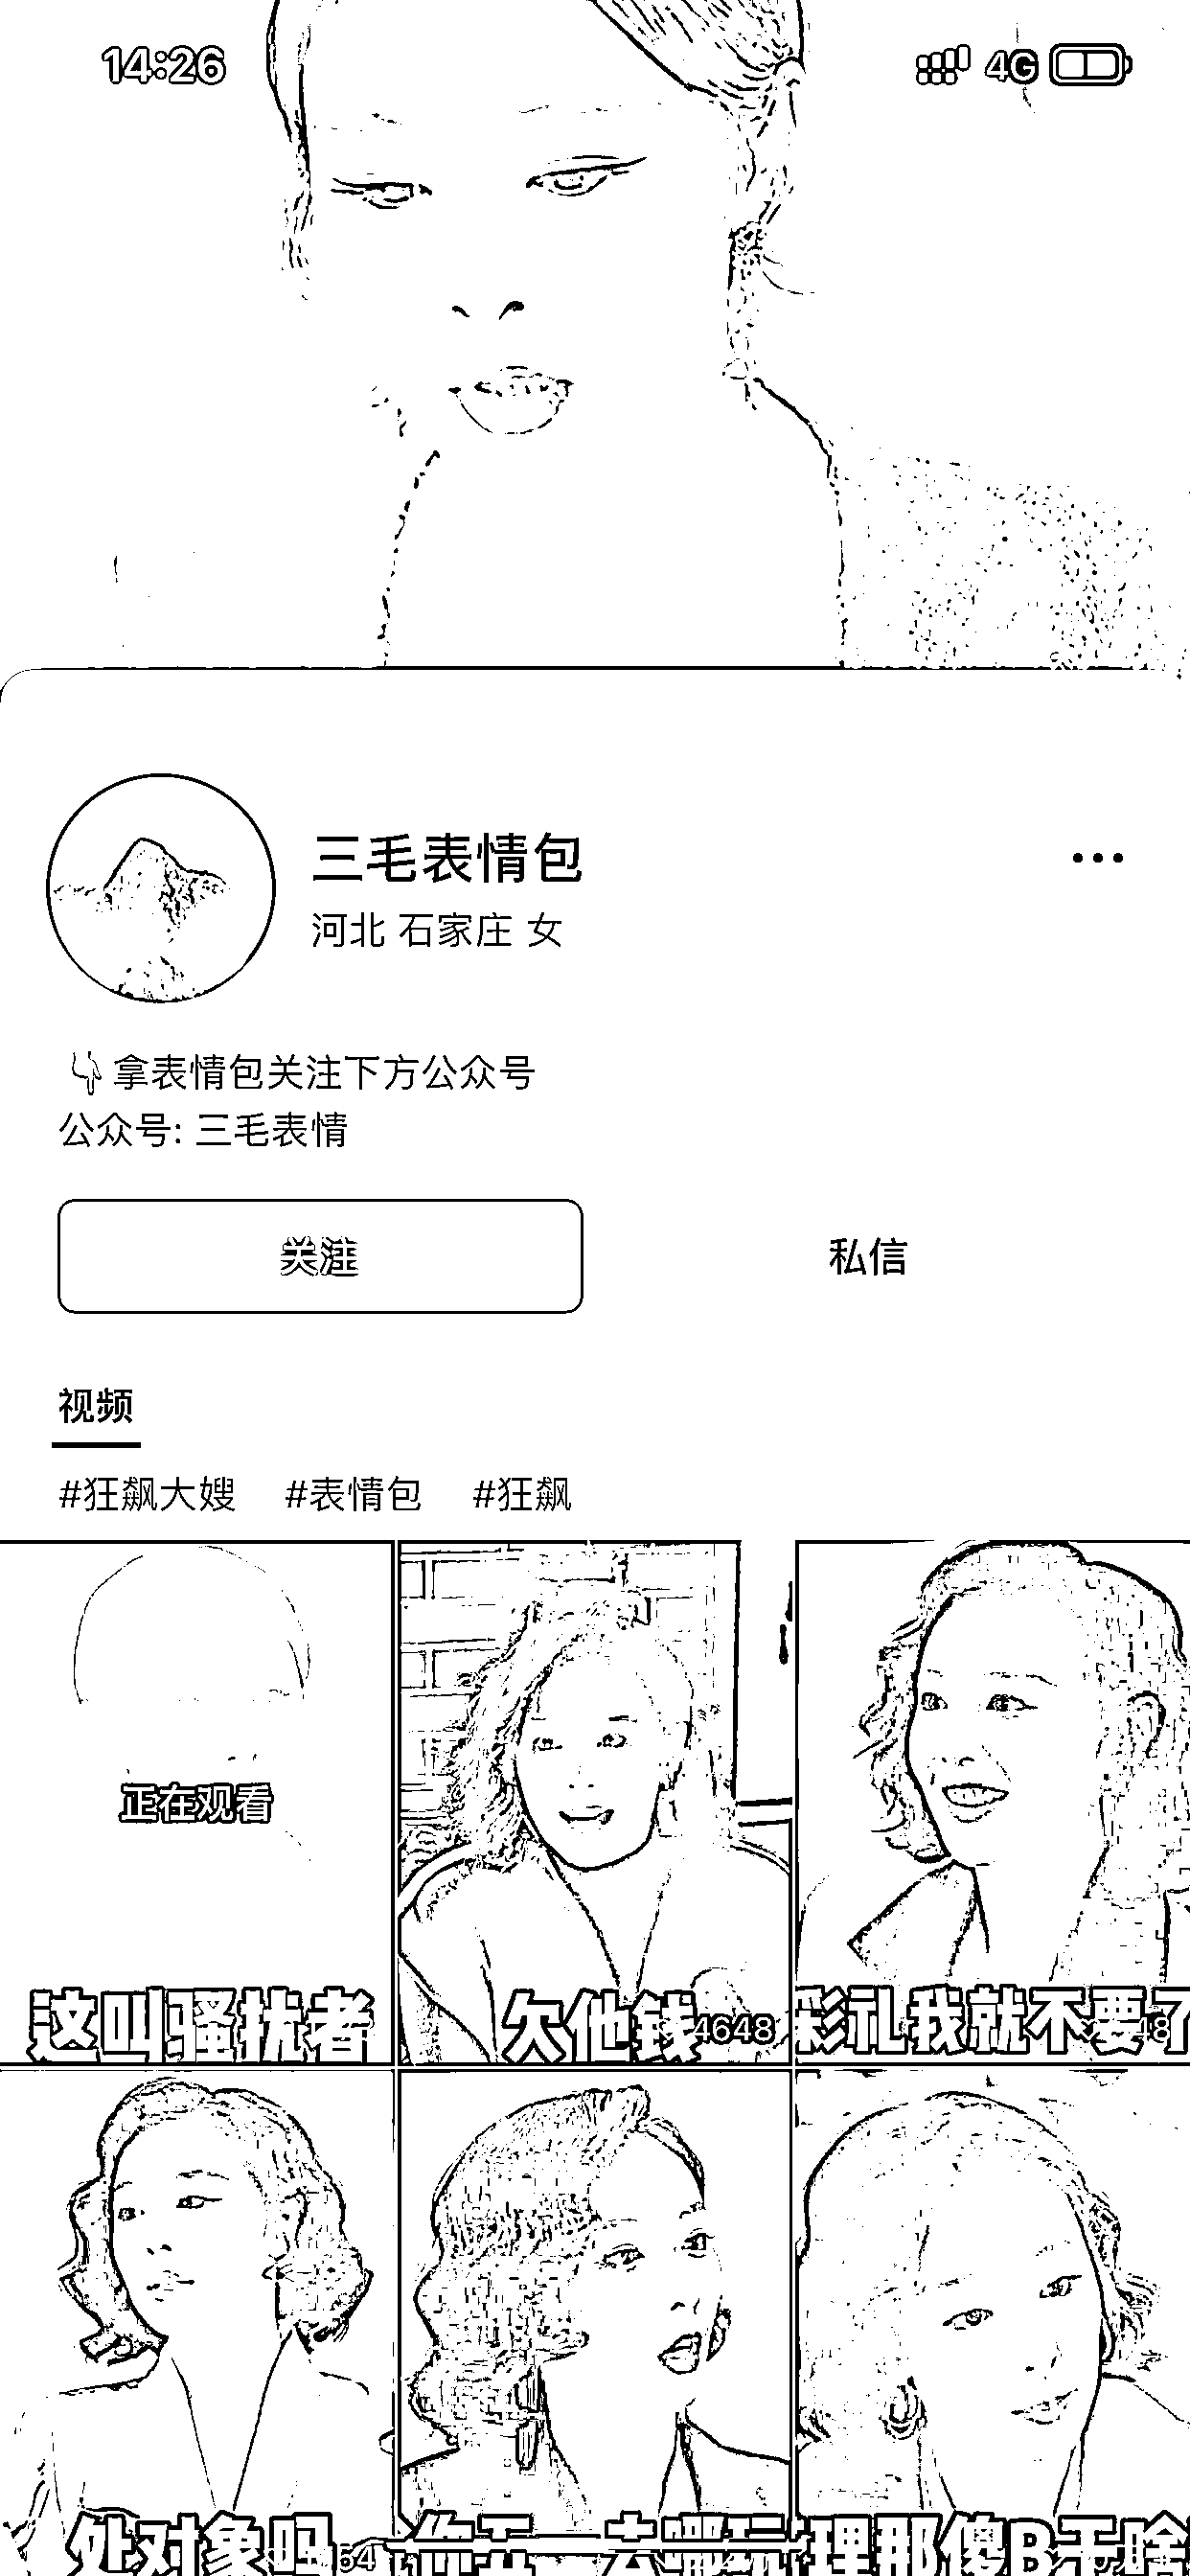 14:26 4G
三毛表情包
河北 石家庄 女
👇拿表情包关注下方公众号
公众号: 三毛表情
关注 私信
视频
#狂飙大嫂 #表情包 #狂飙
正在观看
这叫骚扰者
欠他钱 4648
彩礼我就不要了
处对象吗
理那傻B干啥